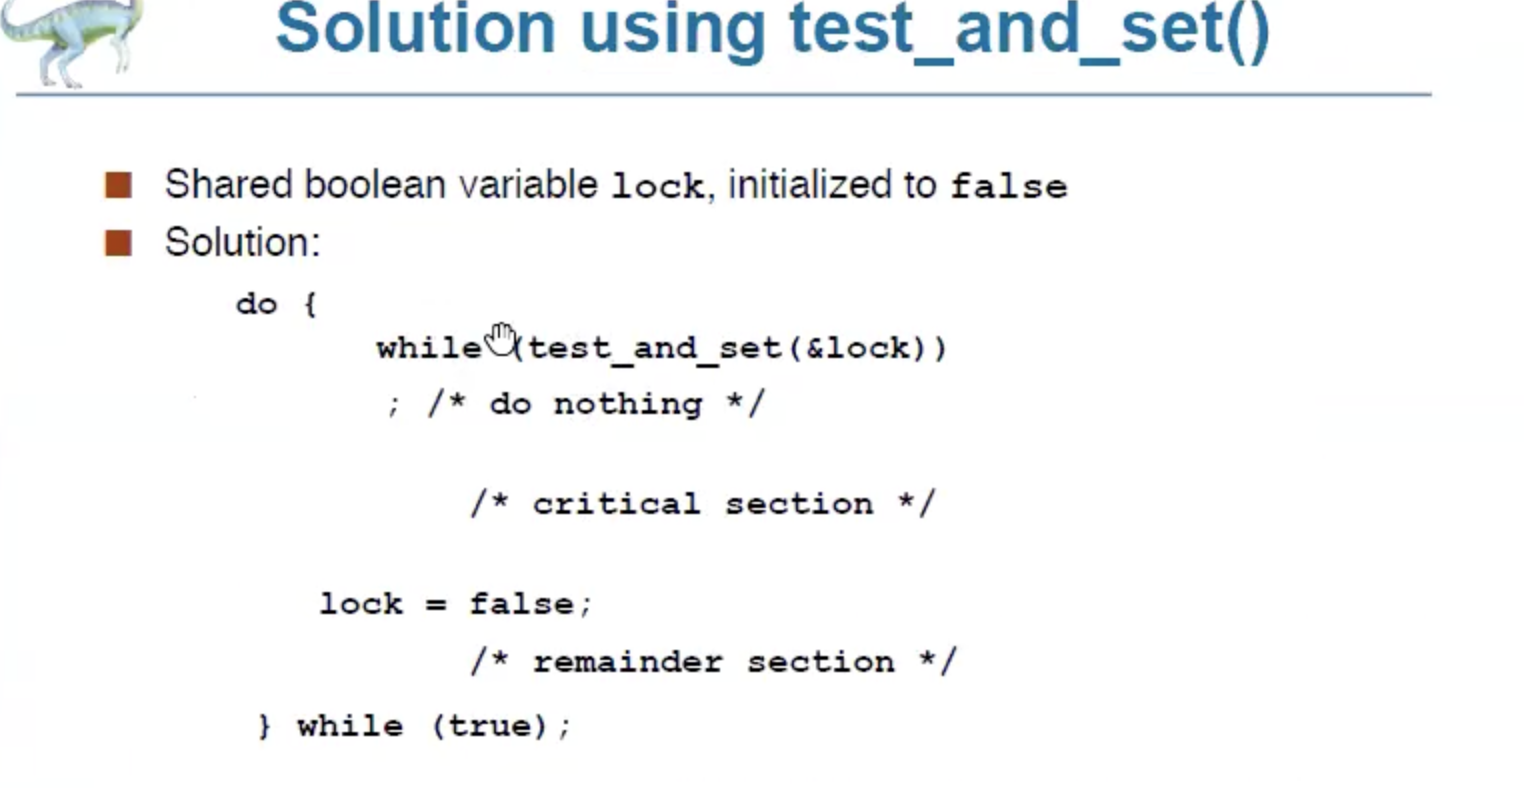 Solution using test_and_set()
Shared boolean variable lock, initialized to false
Solution:
do {
while (test_and_set(&lock))
; /* do nothing */
/* critical section */
lock = false;
/* remainder section */
} while (true);